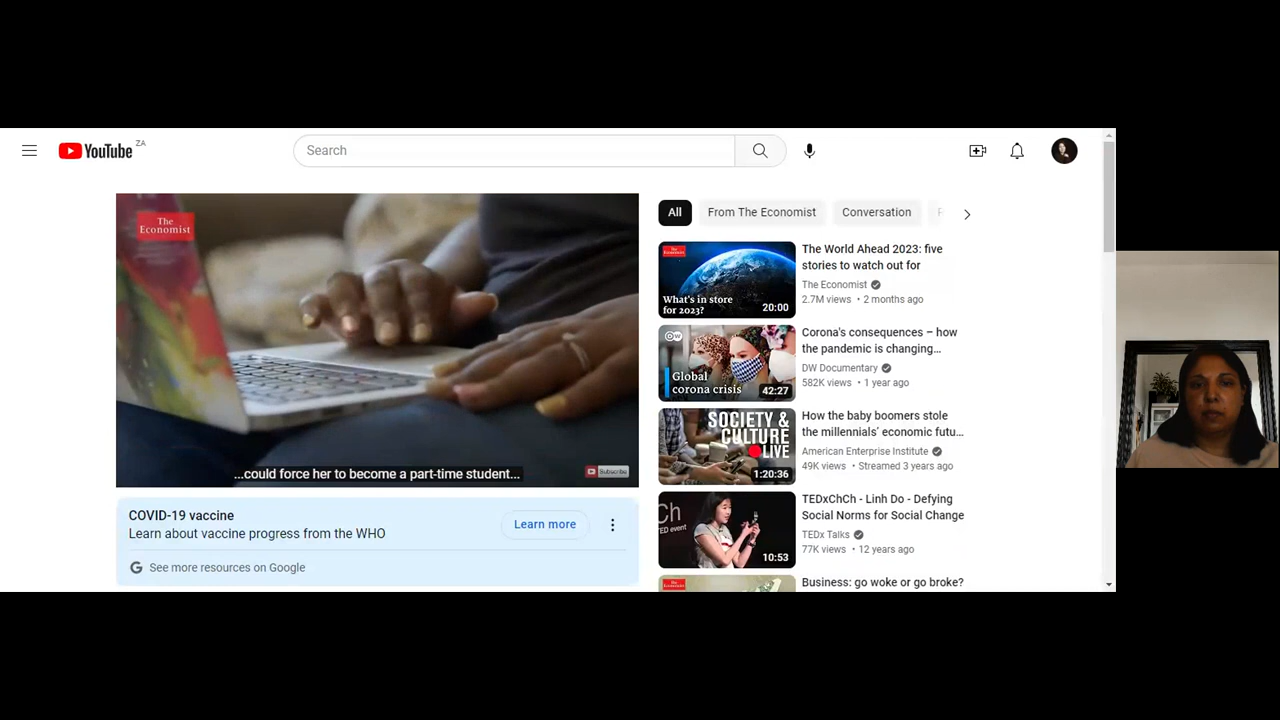 YouTube ZA
Search
The
Economist
...could force her to become a part-time student...
Subscribe
COVID-19 vaccine
Learn about vaccine progress from the WHO
Learn more
See more resources on Google
All
From The Economist
Conversation
The World Ahead 2023: five
stories to watch out for
The Economist
2.7M views • 2 months ago
What's in store
for 2023?
20:00
Corona's consequences – how
the pandemic is changing...
DW Documentary
582K views • 1 year ago
DW
Global
corona crisis
42:27
How the baby boomers stole
the millennials' economic futu...
American Enterprise Institute
49K views • Streamed 3 years ago
SOCIETY &
CULTURE
LIVE
1:20:36
TEDxChCh - Linh Do - Defying
Social Norms for Social Change
TEDx Talks
77K views • 12 years ago
Ch
ED event
10:53
Business: go woke or go broke?